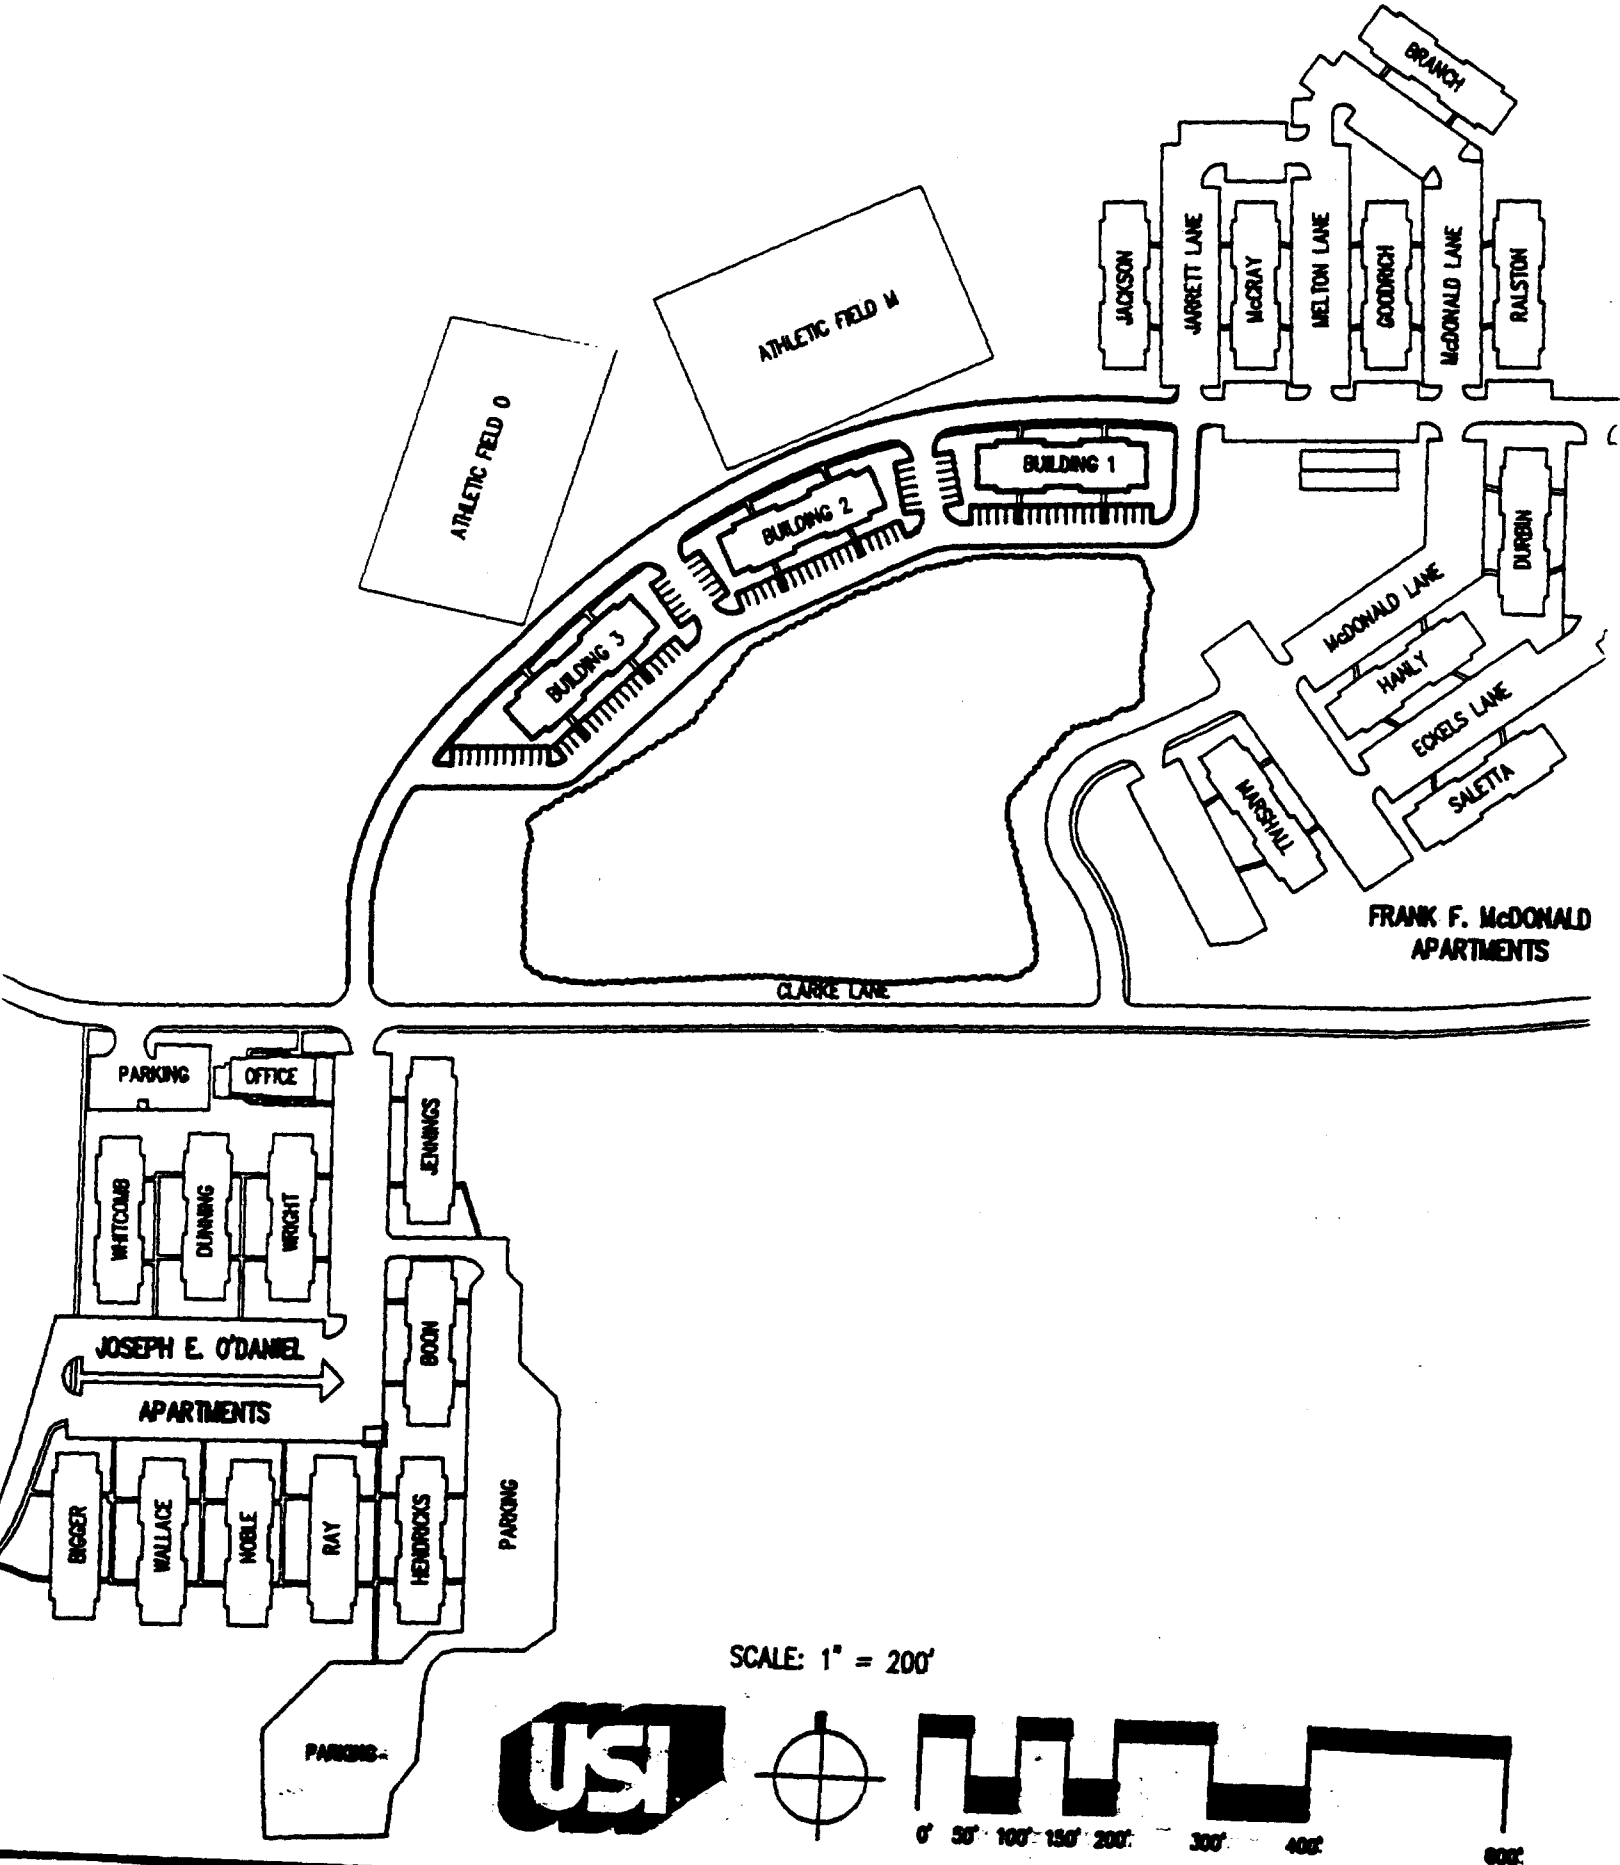 BRANCH
JACKSON
JARRETT LANE
McCRAY
MELTON LANE
GOODRICH
McDONALD LANE
RALSTON
ATHLETIC FIELD M
ATHLETIC FIELD O
BUILDING 1
BUILDING 2
BUILDING 3
DURBIN
McDONALD LANE
HANLY
ECKELS LANE
SALETTA
MARSHALL
FRANK F. McDONALD
APARTMENTS
CLARKE LANE
PARKING
OFFICE
JENNINGS
WHITCOMB
DUNNING
WRIGHT
BOON
JOSEPH E. O'DANIEL
APARTMENTS
BIGGER
WALLACE
NOBLE
RAY
HENDRICKS
PARKING
PARKING
SCALE: 1" = 200'
USI
0' 50' 100' 150' 200' 300' 400' 600'